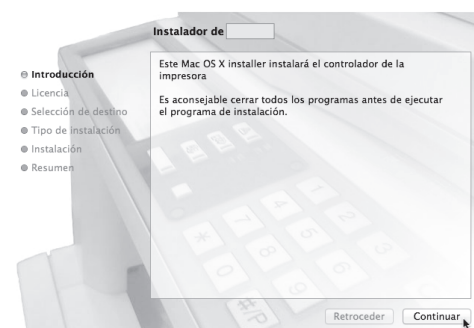 Instalador de
Introducción
Licencia
Selección de destino
Tipo de instalación
Instalación
Resumen
Este Mac OS X installer instalará el controlador de la
impresora
Es aconsejable cerrar todos los programas antes de ejecutar
el programa de instalación.
Retroceder
Continuar